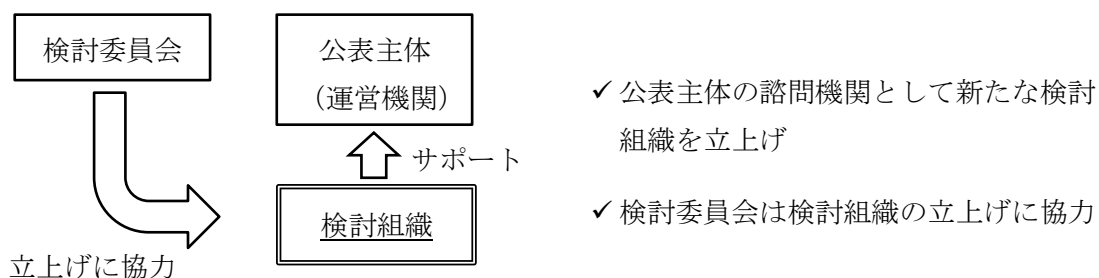 検討委員会
公表主体
（運営機関）
サポート
検討組織
立上げに協力
✓公表主体の諮問機関として新たな検討
組織を立上げ
✓検討委員会は検討組織の立上げに協力